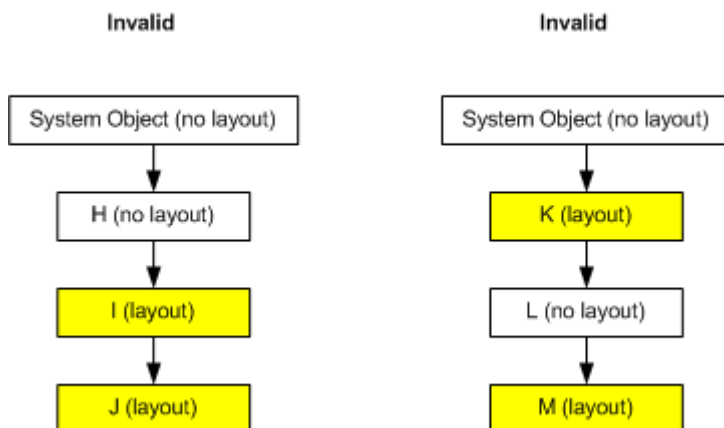 Invalid
System Object (no layout)
H (no layout)
I (layout)
J (layout)
Invalid
System Object (no layout)
K (layout)
L (no layout)
M (layout)